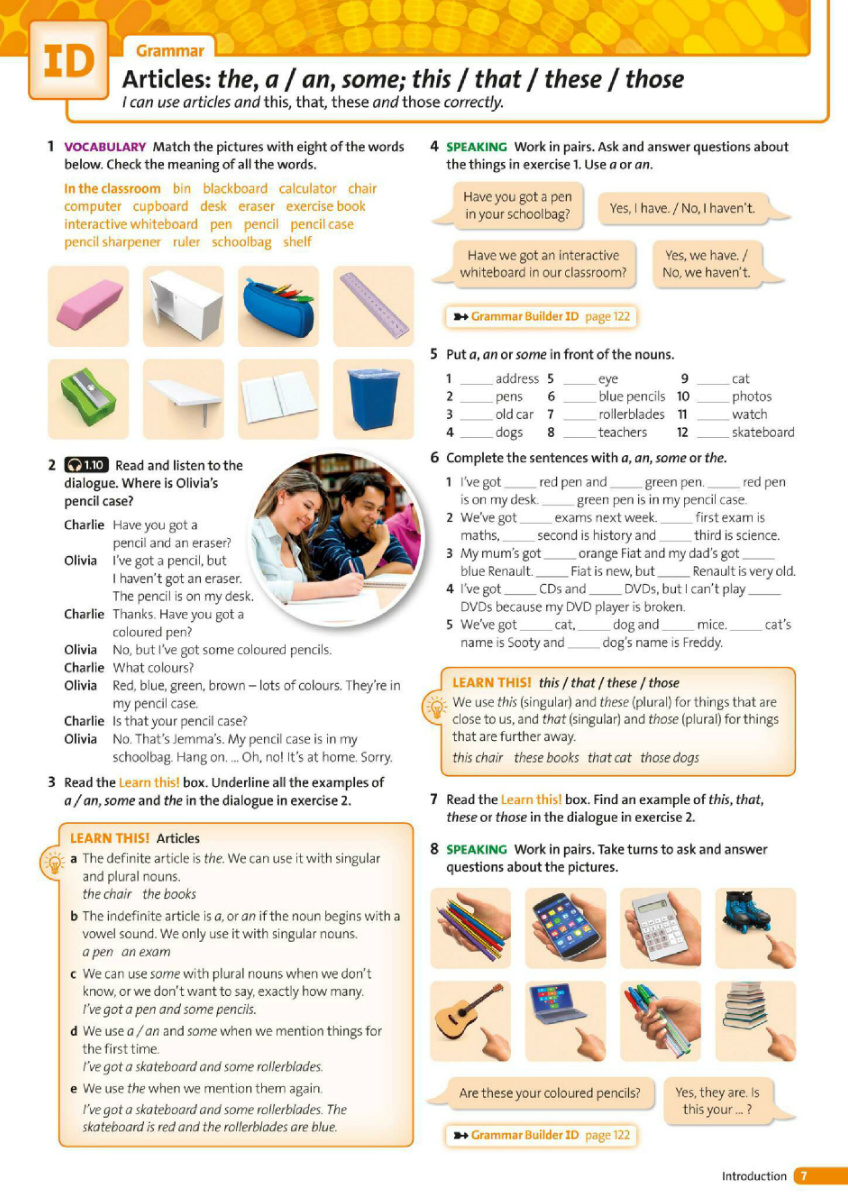 ID
Grammar
Articles: the, a / an, some; this / that / these / those
I can use articles and this, that, these and those correctly.
1 VOCABULARY Match the pictures with eight of the words
below. Check the meaning of all the words.
In the classroom bin blackboard calculator chair
computer cupboard desk eraser exercise book
interactive whiteboard pen pencil pencil case
pencil sharpener ruler schoolbag shelf
2 1.10 Read and listen to the
dialogue. Where is Olivia's
pencil case?
Charlie Have you got a
pencil and an eraser?
Olivia I've got a pencil, but
I haven't got an eraser.
The pencil is on my desk.
Charlie Thanks. Have you got a
coloured pen?
Olivia No, but I've got some coloured pencils.
Charlie What colours?
Olivia Red, blue, green, brown – lots of colours. They're in
my pencil case.
Charlie Is that your pencil case?
Olivia No. That's Jemma's. My pencil case is in my
schoolbag. Hang on. ... Oh, no! It's at home. Sorry.
3 Read the Learn this! box. Underline all the examples of
a / an, some and the in the dialogue in exercise 2.
LEARN THIS! Articles
a The definite article is the. We can use it with singular
and plural nouns.
the chair the books
b The indefinite article is a, or an if the noun begins with a
vowel sound. We only use it with singular nouns.
a pen an exam
c We can use some with plural nouns when we don't
know, or we don't want to say, exactly how many.
I've got a pen and some pencils.
d We use a / an and some when we mention things for
the first time.
I've got a skateboard and some rollerblades.
e We use the when we mention them again.
I've got a skateboard and some rollerblades. The
skateboard is red and the rollerblades are blue.
4 SPEAKING Work in pairs. Ask and answer questions about
the things in exercise 1. Use a or an.
Have you got a pen
in your schoolbag?
Yes, I have. / No, I haven't.
Have we got an interactive
whiteboard in our classroom?
Yes, we have. /
No, we haven't.
Grammar Builder ID page 122
5 Put a, an or some in front of the nouns.
1 _____ address 5 _____ eye 9 _____ cat
2 _____ pens 6 _____ blue pencils 10 _____ photos
3 _____ old car 7 _____ rollerblades 11 _____ watch
4 _____ dogs 8 _____ teachers 12 _____ skateboard
6 Complete the sentences with a, an, some or the.
1 I've got _____ red pen and _____ green pen. _____ red pen
is on my desk. _____ green pen is in my pencil case.
2 We've got _____ exams next week. _____ first exam is
maths, _____ second is history and _____ third is science.
3 My mum's got _____ orange Fiat and my dad's got _____
blue Renault. _____ Fiat is new, but _____ Renault is very old.
4 I've got _____ CDs and _____ DVDs, but I can't play _____
DVDs because my DVD player is broken.
5 We've got _____ cat, _____ dog and _____ mice. _____ cat's
name is Sooty and _____ dog's name is Freddy.
LEARN THIS! this / that / these / those
We use this (singular) and these (plural) for things that are
close to us, and that (singular) and those (plural) for things
that are further away.
this chair these books that cat those dogs
7 Read the Learn this! box. Find an example of this, that,
these or those in the dialogue in exercise 2.
8 SPEAKING Work in pairs. Take turns to ask and answer
questions about the pictures.
Are these your coloured pencils?
Yes, they are. Is
this your ... ?
Grammar Builder ID page 122
Introduction 7